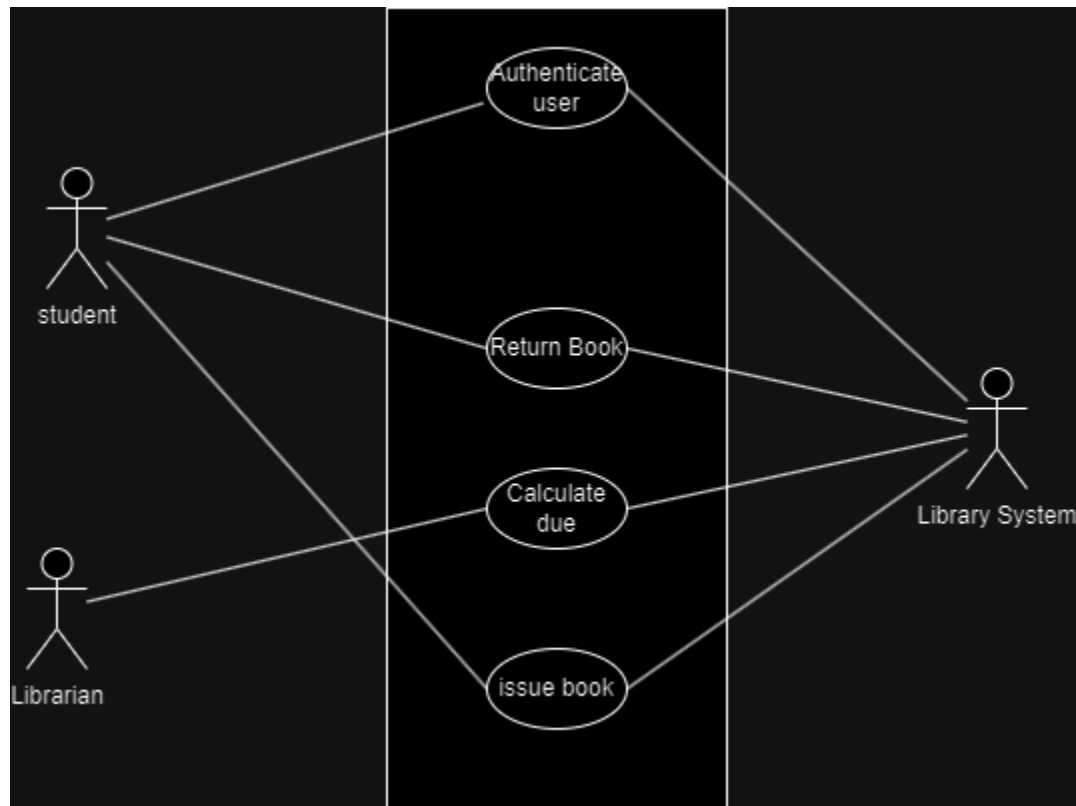 Authenticate
user
student
Return Book
Calculate
due
Library System
issue book
Librarian